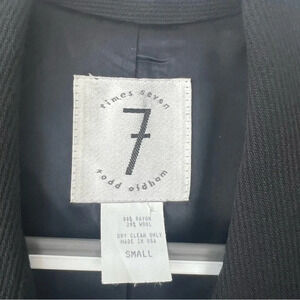 times seven
7
todd oldham
RAYON
WOOL
DRY CLEAN ONLY
MADE IN USA
SMALL